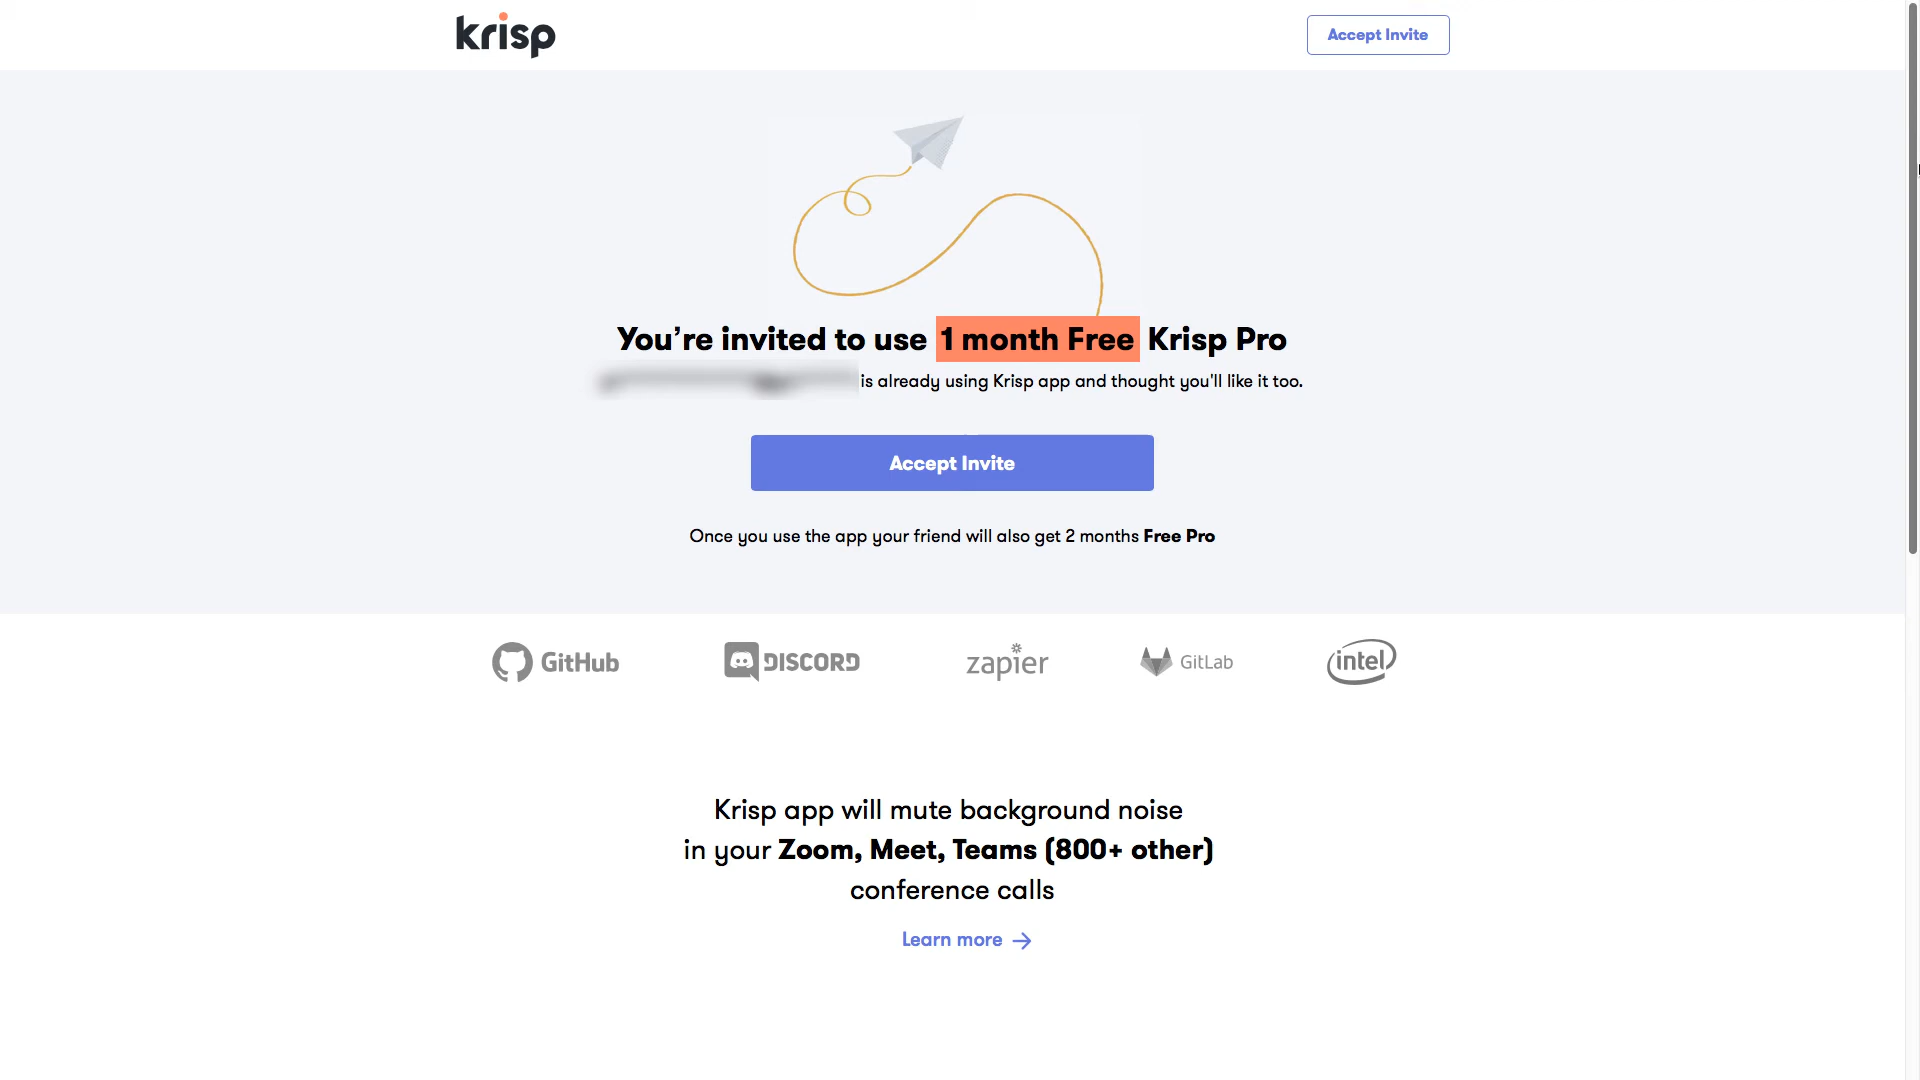 krisp
Accept Invite
You’re invited to use 1 month Free Krisp Pro
is already using Krisp app and thought you'll like it too.
Accept Invite
Once you use the app your friend will also get 2 months Free Pro
GitHub
DISCORD
zapier
GitLab
intel
Krisp app will mute background noise
in your Zoom, Meet, Teams (800+ other)
conference calls
Learn more →